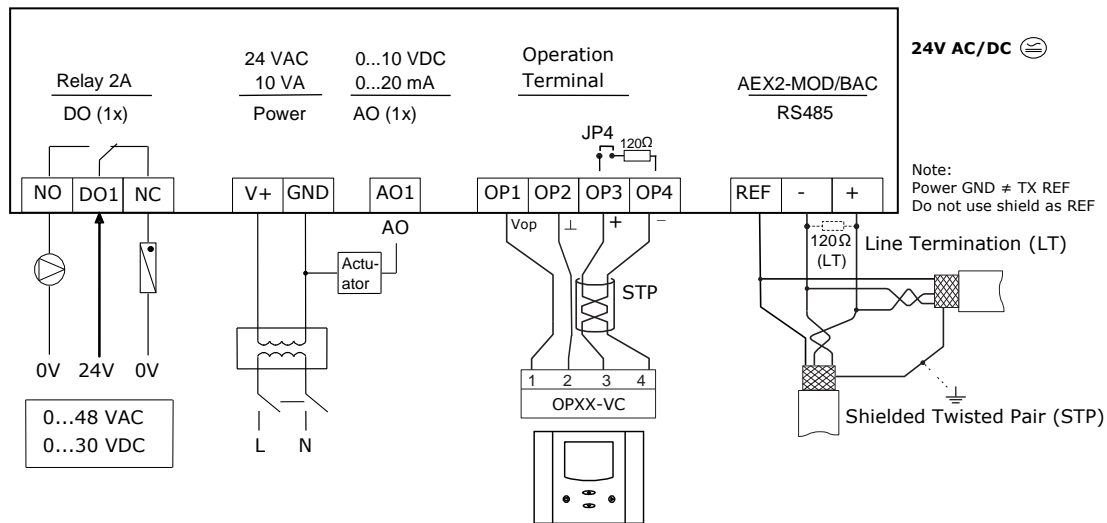 24 VAC
10 VA
Power
0...10 VDC
0...20 mA
AO (1x)
Operation
Terminal
24V AC/DC
Relay 2A
DO (1x)
AEX2-MOD/BAC
RS485
JP4
120Ω
NO DO1 NC
V+ GND
AO1
OP1 OP2 OP3 OP4
REF - +
Note:
Power GND ≠ TX REF
Do not use shield as REF
AO
Vop ⊥ + −
120Ω
(LT)
Line Termination (LT)
Actu-
ator
STP
0V 24V 0V
1 2 3 4
OPXX-VC
0...48 VAC
0...30 VDC
L N
Shielded Twisted Pair (STP)